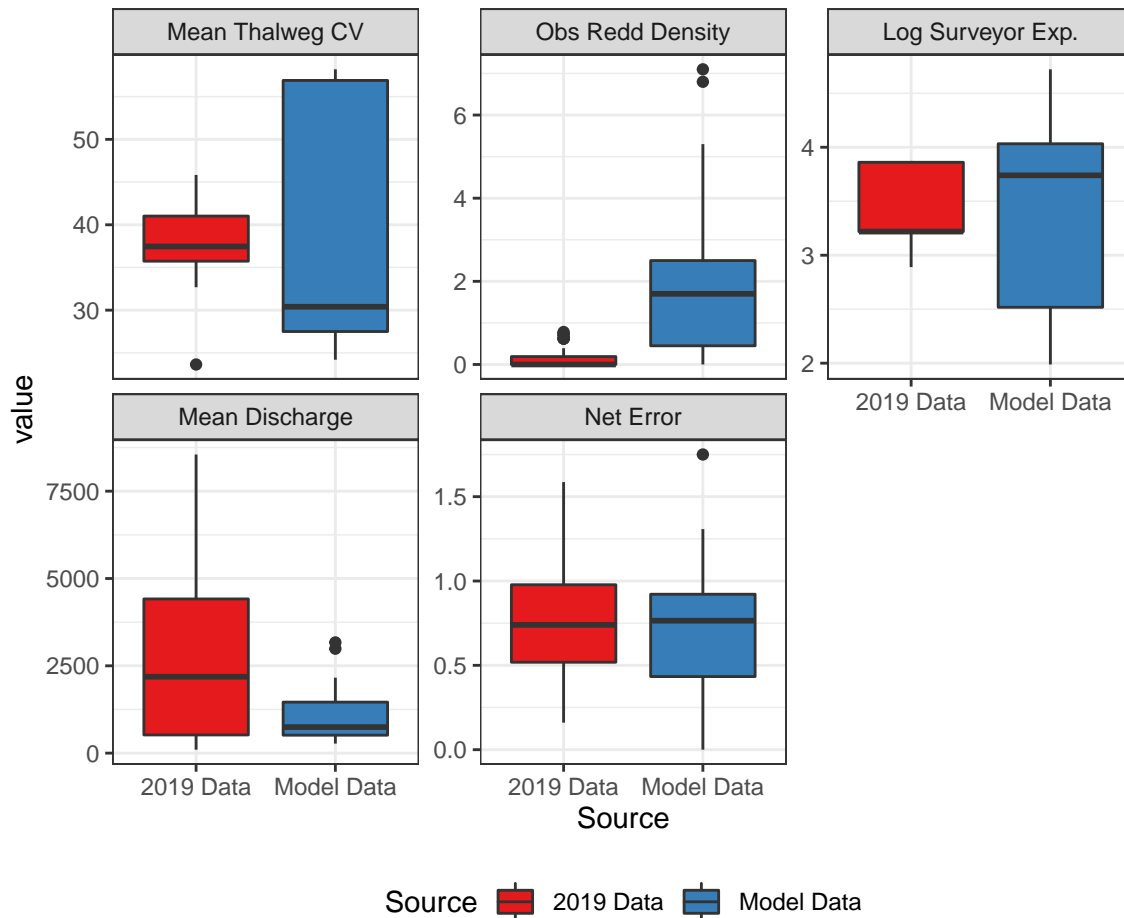 Mean Thalweg CV
Obs Redd Density
Log Surveyor Exp.
50
40
30
6
4
2
0
4
3
2
2019 Data
Model Data
value
Mean Discharge
Net Error
7500
5000
2500
0
1.5
1.0
0.5
0.0
2019 Data
Model Data
2019 Data
Model Data
Source
Source
2019 Data
Model Data